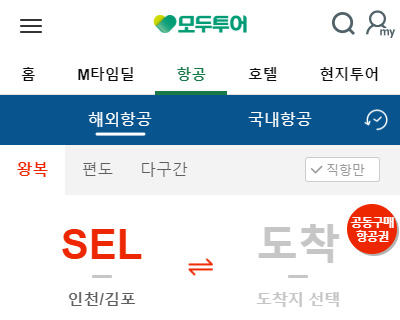 모두투어
my
홈 M타임딜 항공 호텔 현지투어
해외항공 국내항공
왕복 편도 다구간 직항만
공동구매
항공권
SEL 도착
인천/김포 도착지 선택